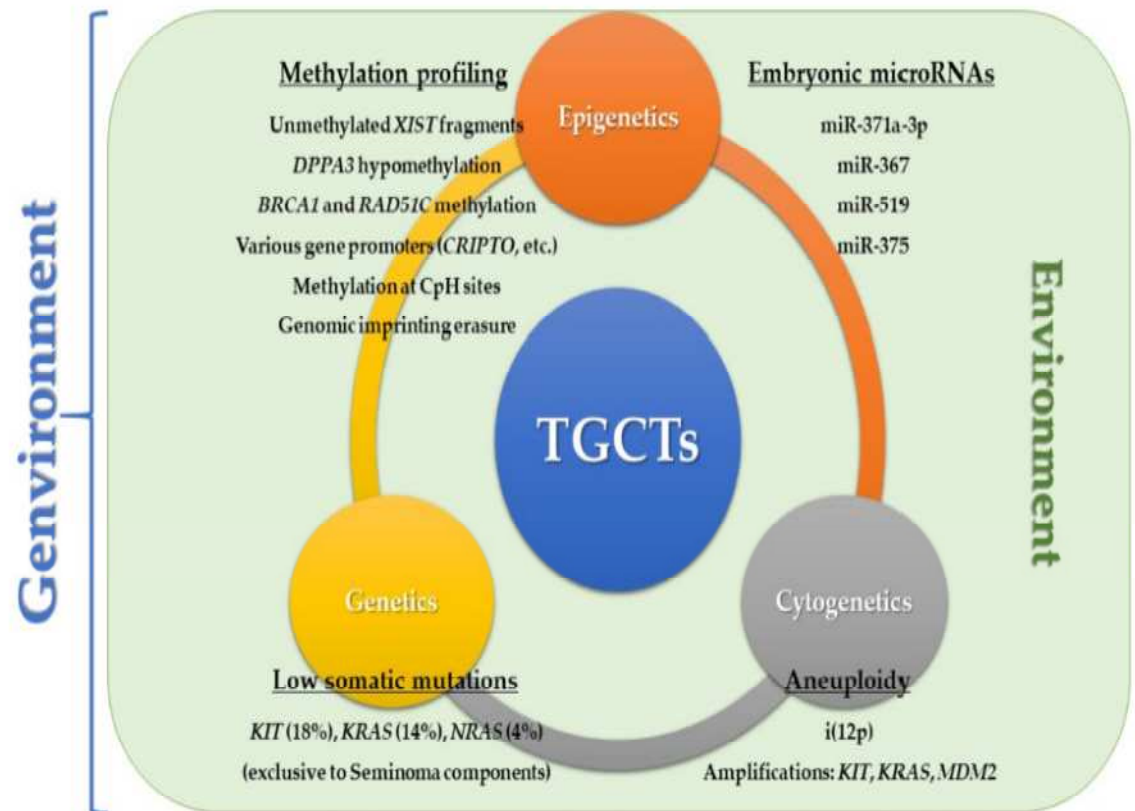 Genvironment
Methylation profiling
Unmethylated XIST fragments
DPPA3 hypomethylation
BRCA1 and RAD51C methylation
Various gene promoters (CRIPTO, etc.)
Methylation at CpH sites
Genomic imprinting erasure
Epigenetics
Embryonic microRNAs
miR-371a-3p
miR-367
miR-519
miR-375
Environment
TGCTs
Genetics
Low somatic mutations
KIT (18%), KRAS (14%), NRAS (4%)
(exclusive to Seminoma components)
Cytogenetics
Aneuploidy
i(12p)
Amplifications: KIT, KRAS, MDM2